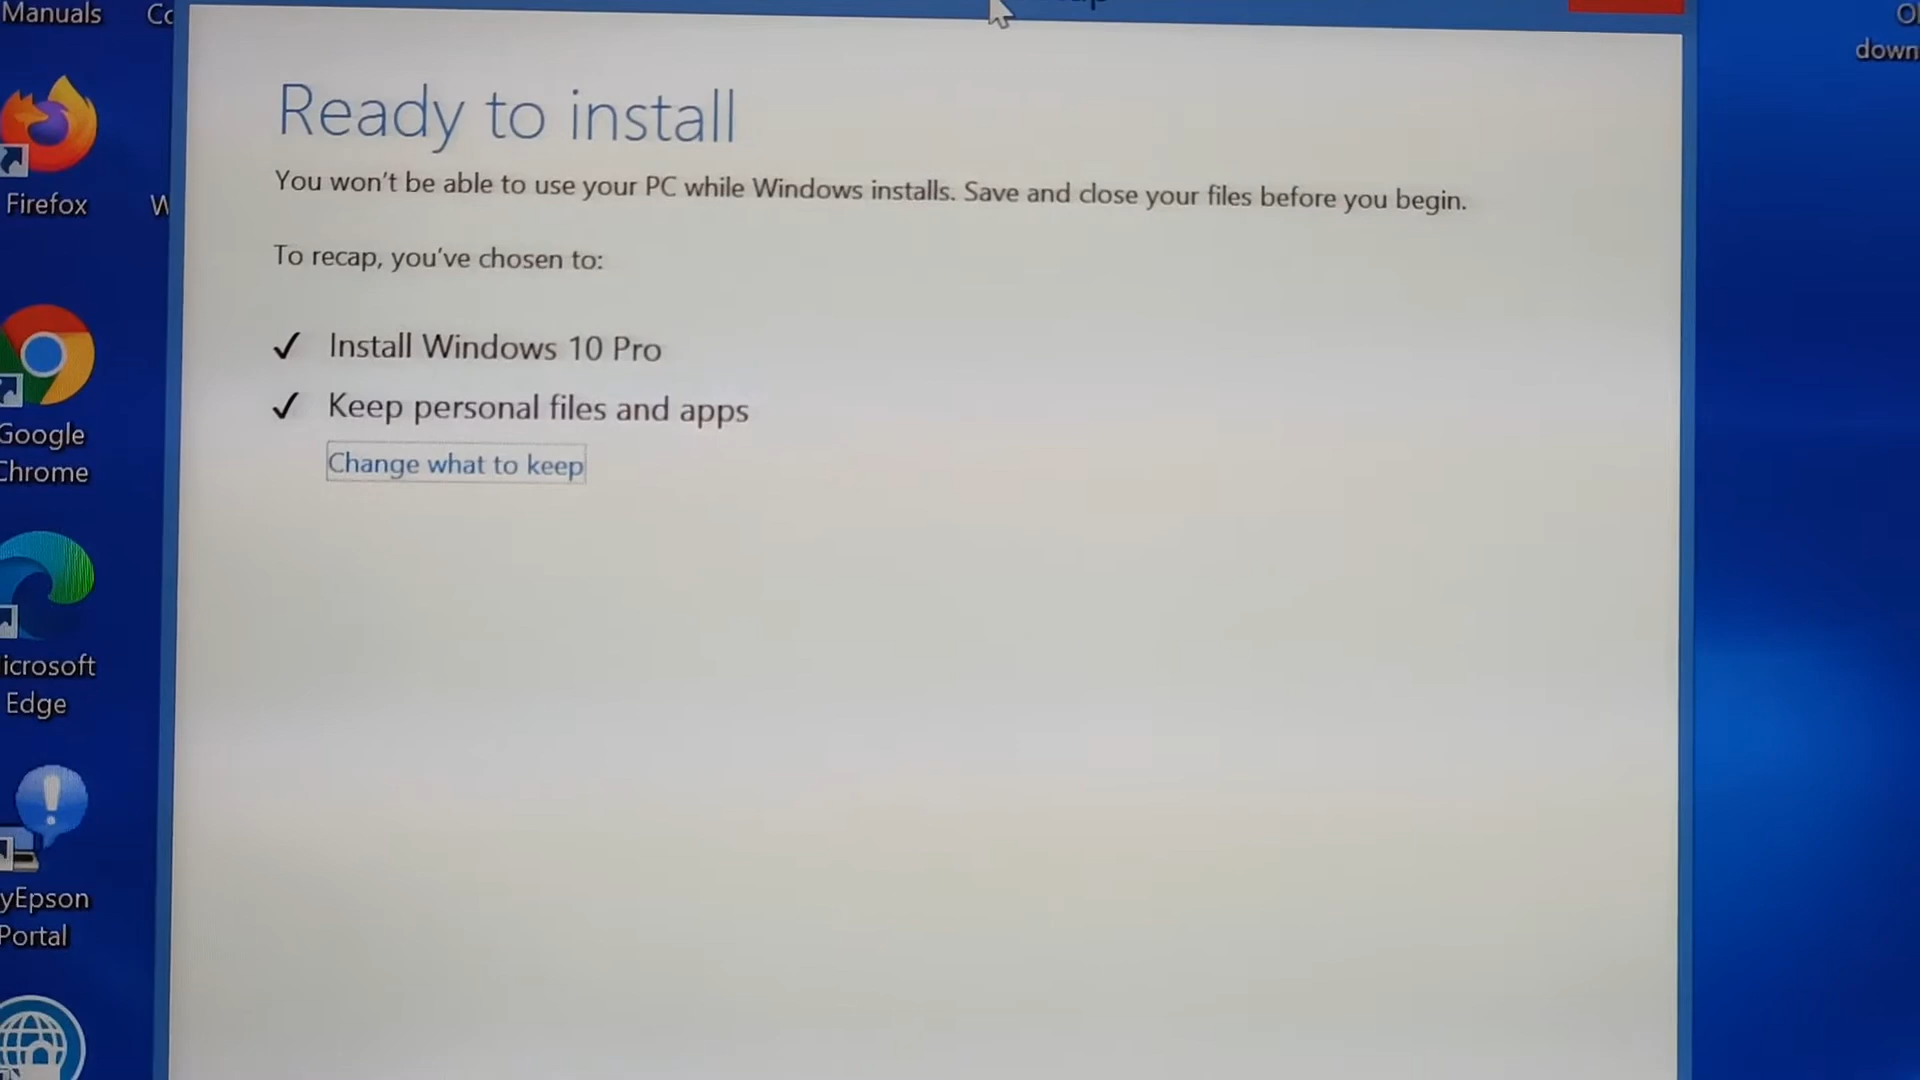 Manuals
Ready to install
You won't be able to use your PC while Windows installs. Save and close your files before you begin.
To recap, you've chosen to:
✓ Install Windows 10 Pro
✓ Keep personal files and apps
Change what to keep
Firefox
W
Google
Chrome
icrosoft
Edge
yEpson
Portal
down